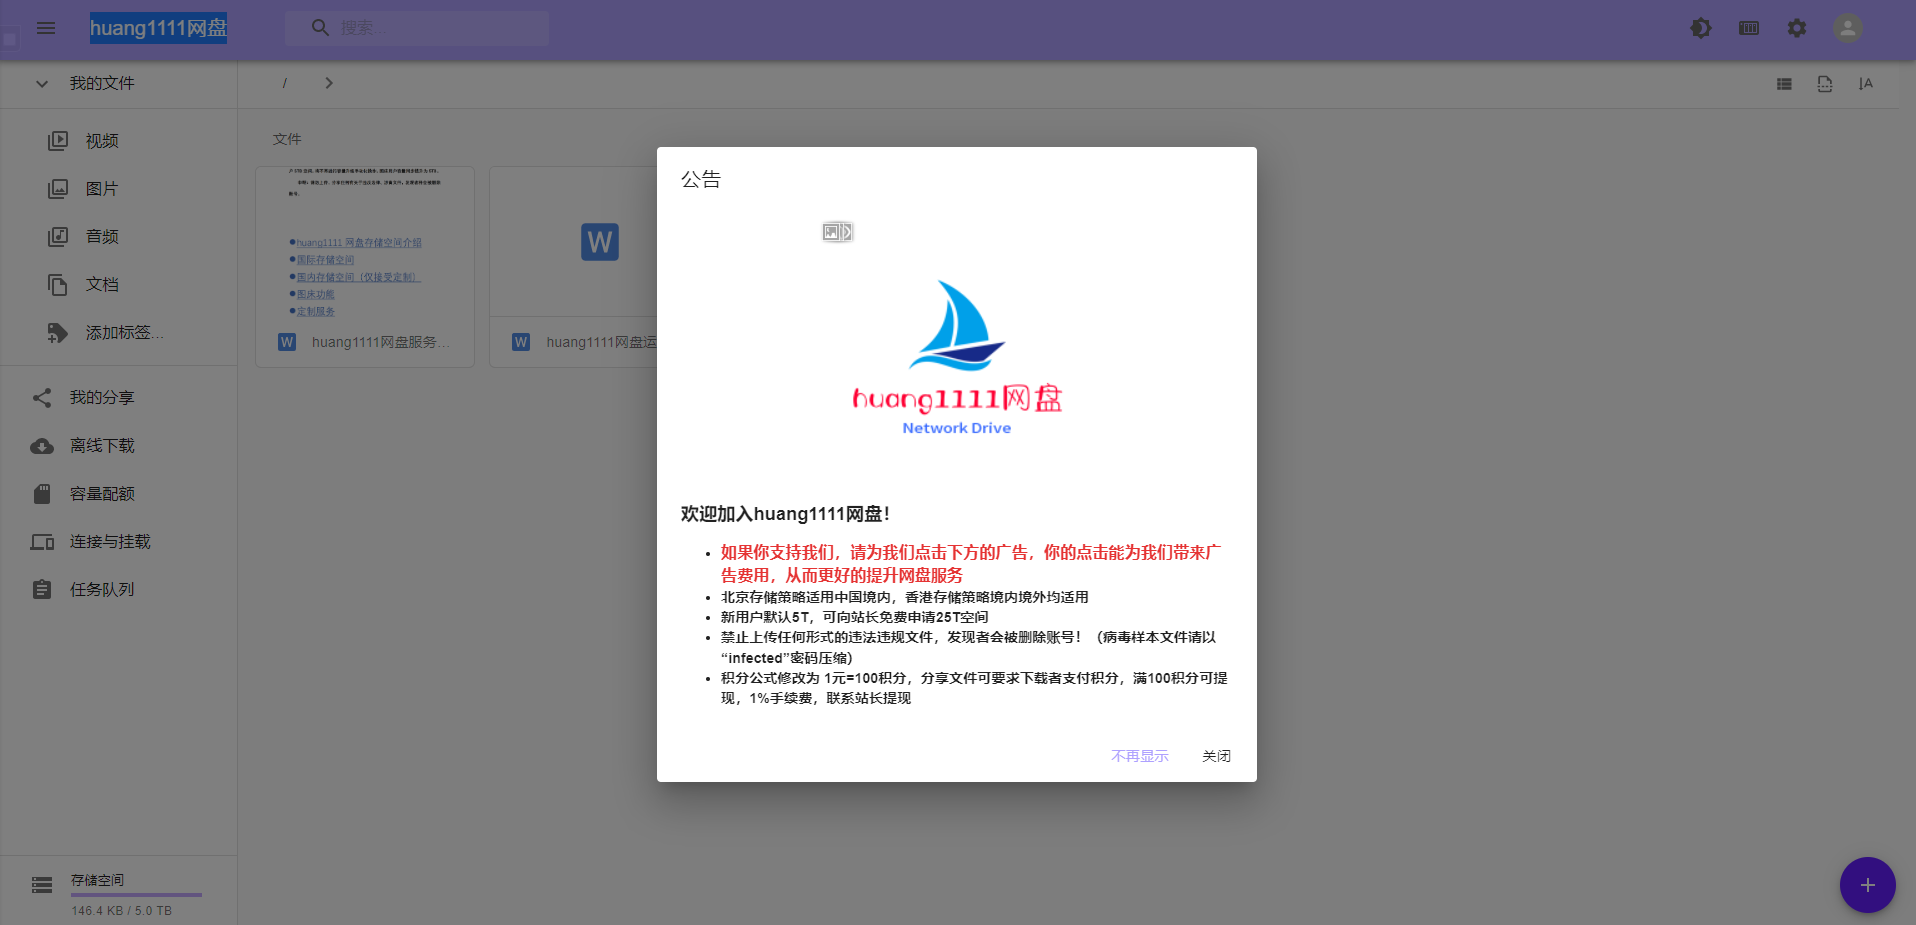 huang1111网盘
搜索...
我的文件
视频
图片
音频
文档
添加标签...
我的分享
离线下载
容量配额
连接与挂载
任务队列
存储空间
146.4 KB / 5.0 TB
/
文件
huang1111 网盘存储空间介绍
国际存储空间
国内存储空间（仅接受定制）
图床功能
定制服务
W huang1111网盘服务...
W
W huang1111网盘运
公告
huang1111网盘
Network Drive
欢迎加入huang1111网盘！
如果你支持我们，请为我们点击下方的广告，你的点击能为我们带来广
告费用，从而更好的提升网盘服务
北京存储策略适用中国境内，香港存储策略境内境外均适用
新用户默认5T，可向站长免费申请25T空间
禁止上传任何形式的违法违规文件，发现者会被删除账号！（病毒样本文件请以
“infected”密码压缩）
积分公式修改为 1元=100积分，分享文件可要求下载者支付积分，满100积分可提
现，1%手续费，联系站长提现
不再显示
关闭